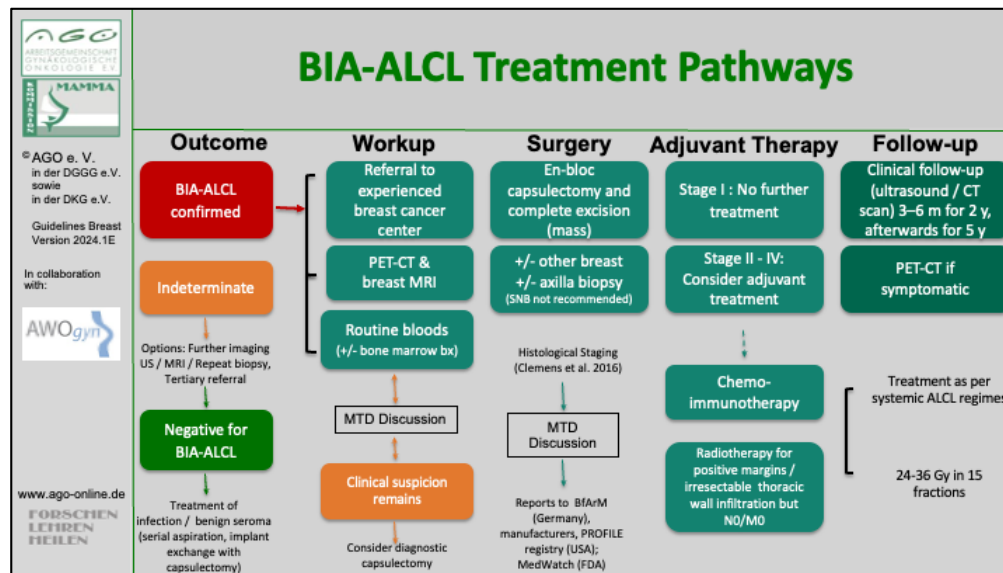 AGO
ARBEITSGEMEINSCHAFT
GYNÄKOLOGISCHE
ONKOLOGIE E.V.
KOMMISSION
MAMMA
© AGO e. V.
in der DGGG e.V.
sowie
in der DKG e.V.
Guidelines Breast
Version 2024.1E
In collaboration
with:
AWOgyn
www.ago-online.de
FORSCHEN
LEHREN
HEILEN
BIA-ALCL Treatment Pathways
Outcome
BIA-ALCL
confirmed
Indeterminate
Options: Further imaging
US / MRI / Repeat biopsy,
Tertiary referral
Negative for
BIA-ALCL
Treatment of
infection / benign seroma
(serial aspiration, implant
exchange with
capsulectomy)
Workup
Referral to
experienced
breast cancer
center
PET-CT &
breast MRI
Routine bloods
(+/- bone marrow bx)
MTD Discussion
Clinical suspicion
remains
Consider diagnostic
capsulectomy
Surgery
En-bloc
capsulectomy and
complete excision
(mass)
+/- other breast
+/- axilla biopsy
(SNB not recommended)
Histological Staging
(Clemens et al. 2016)
MTD
Discussion
Reports to BfArM
(Germany),
manufacturers, PROFILE
registry (USA);
MedWatch (FDA)
Adjuvant Therapy
Stage I : No further
treatment
Stage II - IV:
Consider adjuvant
treatment
Chemo-
immunotherapy
Radiotherapy for
positive margins /
irresectable thoracic
wall infiltration but
N0/M0
Follow-up
Clinical follow-up
(ultrasound / CT
scan) 3–6 m for 2 y,
afterwards for 5 y
PET-CT if
symptomatic
Treatment as per
systemic ALCL regimes
24-36 Gy in 15
fractions